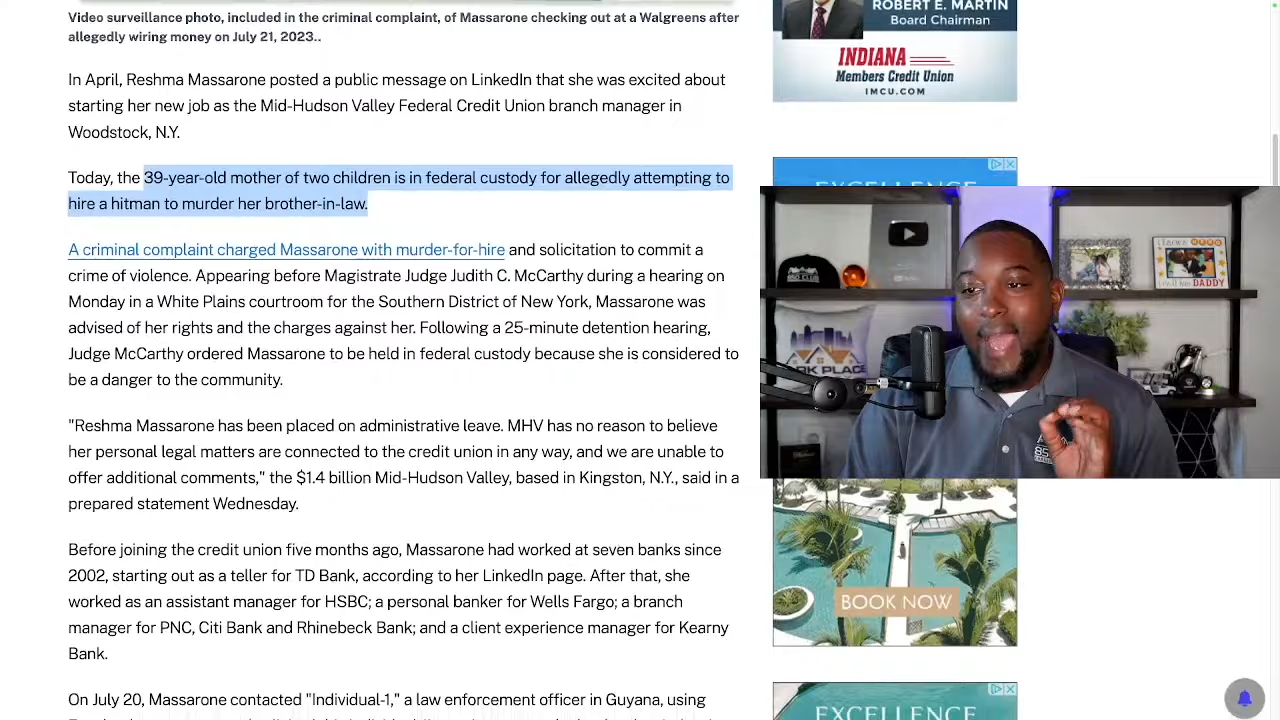 Video surveillance photo, included in the criminal complaint, of Massarone checking out at a Walgreens after
allegedly wiring money on July 21, 2023..
In April, Reshma Massarone posted a public message on LinkedIn that she was excited about
starting her new job as the Mid-Hudson Valley Federal Credit Union branch manager in
Woodstock, N.Y.
Today, the 39-year-old mother of two children is in federal custody for allegedly attempting to
hire a hitman to murder her brother-in-law.
A criminal complaint charged Massarone with murder-for-hire and solicitation to commit a
crime of violence. Appearing before Magistrate Judge Judith C. McCarthy during a hearing on
Monday in a White Plains courtroom for the Southern District of New York, Massarone was
advised of her rights and the charges against her. Following a 25-minute detention hearing,
Judge McCarthy ordered Massarone to be held in federal custody because she is considered to
be a danger to the community.
"Reshma Massarone has been placed on administrative leave. MHV has no reason to believe
her personal legal matters are connected to the credit union in any way, and we are unable to
offer additional comments," the $1.4 billion Mid-Hudson Valley, based in Kingston, N.Y., said in a
prepared statement Wednesday.
Before joining the credit union five months ago, Massarone had worked at seven banks since
2002, starting out as a teller for TD Bank, according to her LinkedIn page. After that, she
worked as an assistant manager for HSBC; a personal banker for Wells Fargo; a branch
manager for PNC, Citi Bank and Rhinebeck Bank; and a client experience manager for Kearny
Bank.
On July 20, Massarone contacted "Individual-1," a law enforcement officer in Guyana, using
ROBERT E. MARTIN
Board Chairman
INDIANA
Members Credit Union
IMCU.COM
EXCELLENCE
HERO
DADDY
PLACE
BOOK NOW
EXCELLENCE